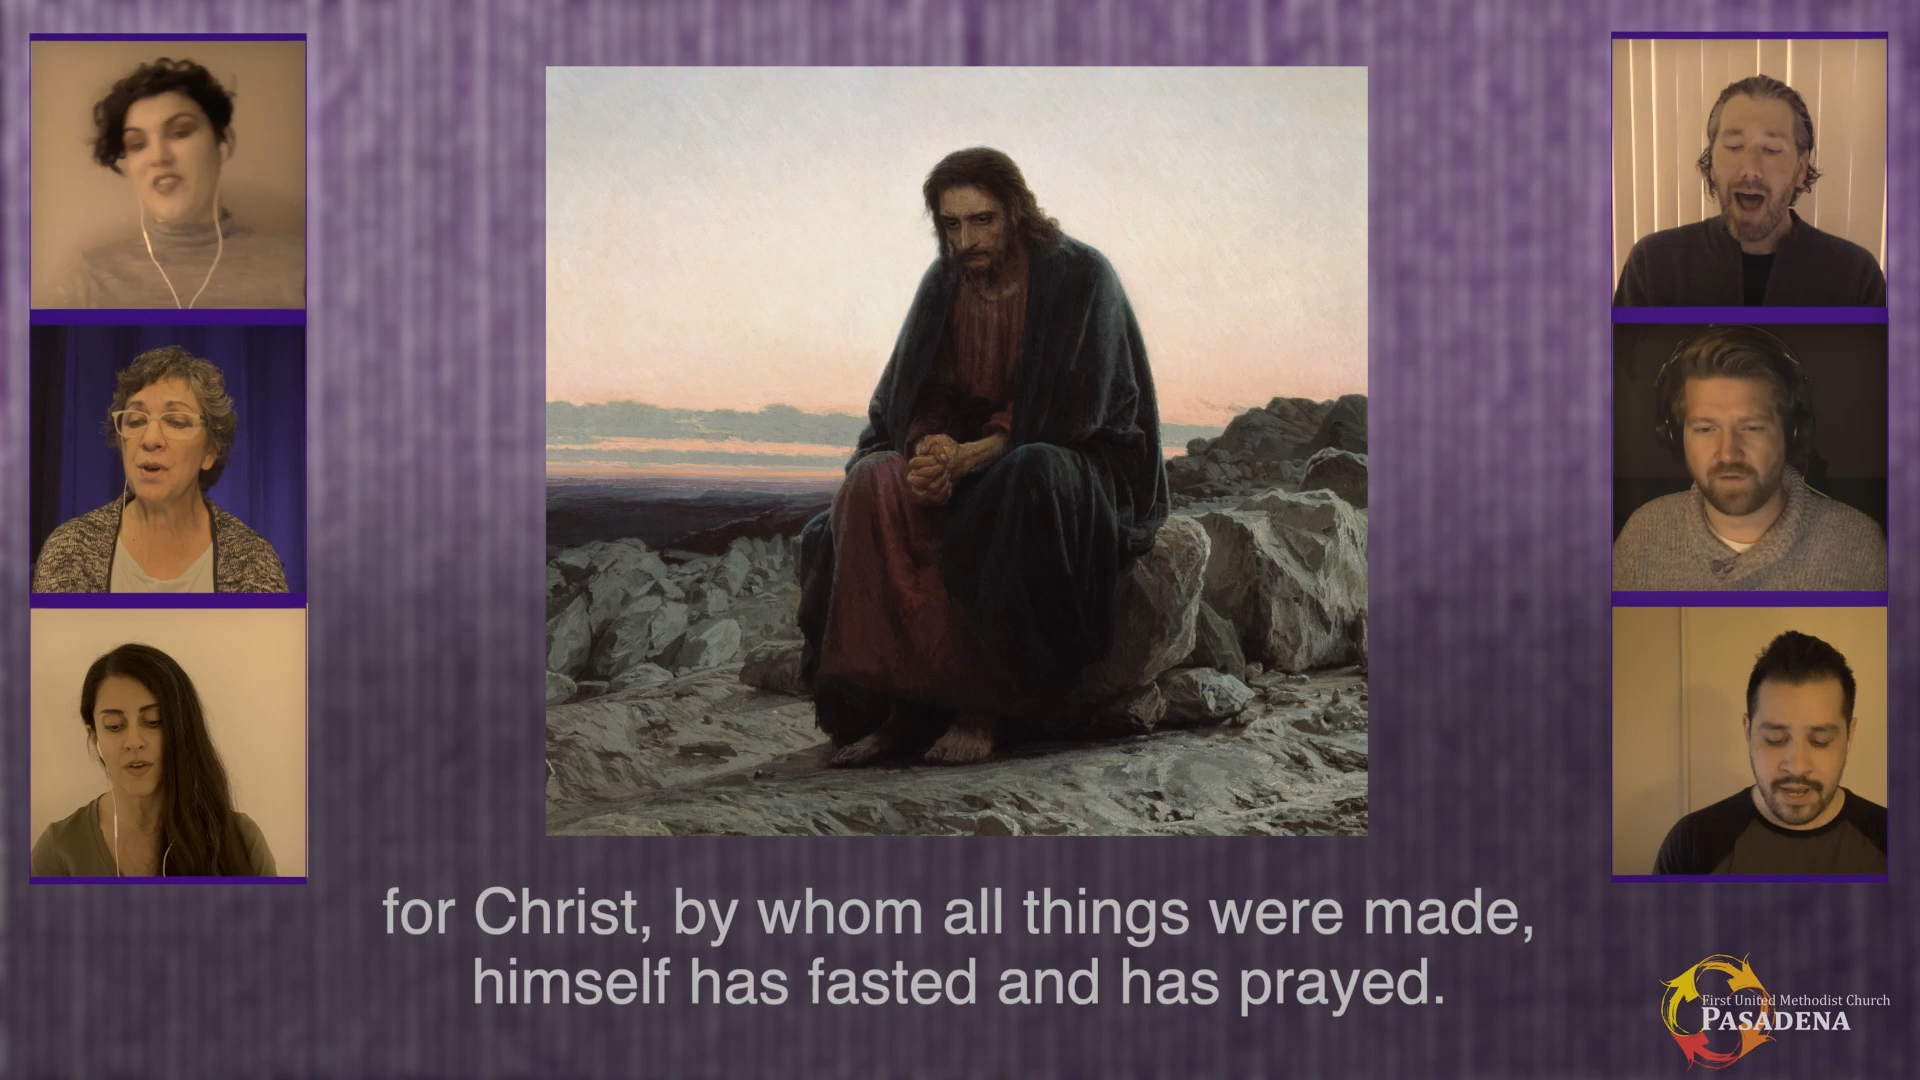 for Christ, by whom all things were made,
himself has fasted and has prayed.
First United Methodist Church
PASADENA